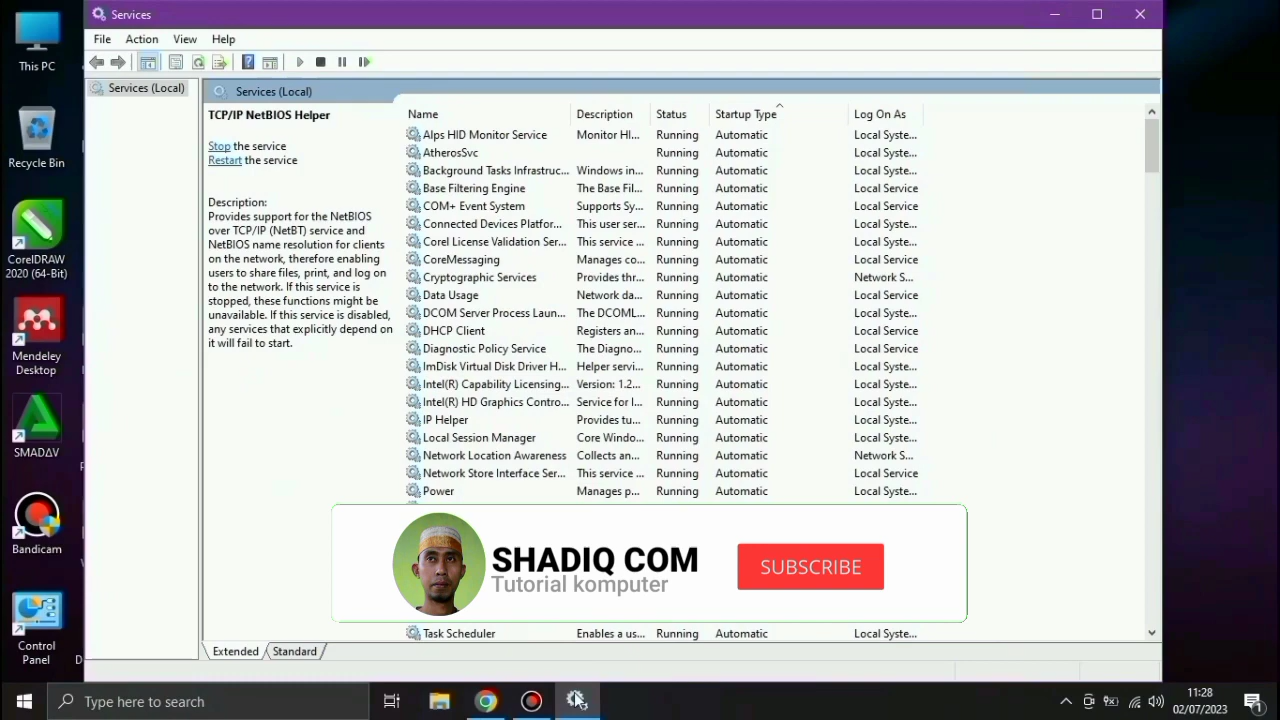 Services
File Action View Help
This PC
Recycle Bin
CorelDRAW
2020 (64-Bit)
Mendeley
Desktop
SMADΔV
Bandicam
Control
Panel
Services (Local)
Services (Local)
TCP/IP NetBIOS Helper
Stop the service
Restart the service
Description:
Provides support for the NetBIOS
over TCP/IP (NetBT) service and
NetBIOS name resolution for clients
on the network, therefore enabling
users to share files, print, and log on
to the network. If this service is
stopped, these functions might be
unavailable. If this service is disabled,
any services that explicitly depend on
it will fail to start.
Name Description Status Startup Type Log On As
Alps HID Monitor Service Monitor HI... Running Automatic Local Syste...
AtherosSvc Running Automatic Local Syste...
Background Tasks Infrastruc... Windows in... Running Automatic Local Syste...
Base Filtering Engine The Base Fil... Running Automatic Local Service
COM+ Event System Supports Sy... Running Automatic Local Service
Connected Devices Platfor... This user ser... Running Automatic Local Syste...
Corel License Validation Ser... This service ... Running Automatic Local Syste...
CoreMessaging Manages co... Running Automatic Local Service
Cryptographic Services Provides thr... Running Automatic Network S...
Data Usage Network da... Running Automatic Local Service
DCOM Server Process Laun... The DCOML... Running Automatic Local Syste...
DHCP Client Registers an... Running Automatic Local Service
Diagnostic Policy Service The Diagno... Running Automatic Local Service
ImDisk Virtual Disk Driver H... Helper servi... Running Automatic Local Syste...
Intel(R) Capability Licensing... Version: 1.2... Running Automatic Local Syste...
Intel(R) HD Graphics Contro... Service for I... Running Automatic Local Syste...
IP Helper Provides tu... Running Automatic Local Syste...
Local Session Manager Core Windo... Running Automatic Local Syste...
Network Location Awareness Collects an... Running Automatic Network S...
Network Store Interface Ser... This service ... Running Automatic Local Service
Power Manages p... Running Automatic Local Syste...
SHADIQ COM
Tutorial komputer
SUBSCRIBE
Task Scheduler Enables a us... Running Automatic Local Syste...
Extended Standard
Type here to search
11:28
02/07/2023
1